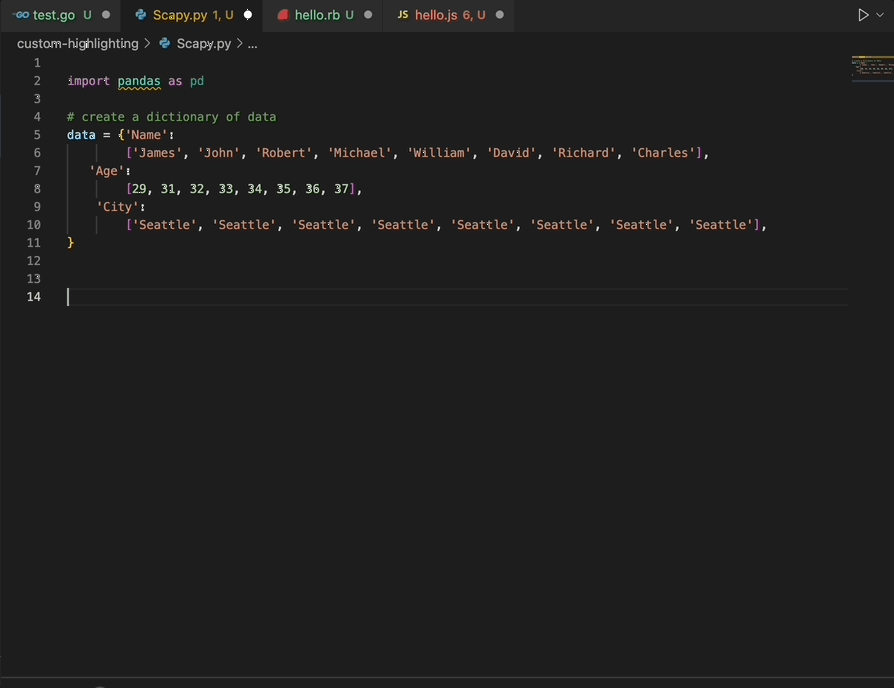 GO test.go U
Scapy.py 1, U
hello.rb U
JS hello.js 6, U
custom-highlighting > Scapy.py > ...
1
2 import pandas as pd
3
4 # create a dictionary of data
5 data = {'Name':
6 ['James', 'John', 'Robert', 'Michael', 'William', 'David', 'Richard', 'Charles'],
7 'Age':
8 [29, 31, 32, 33, 34, 35, 36, 37],
9 'City':
10 ['Seattle', 'Seattle', 'Seattle', 'Seattle', 'Seattle', 'Seattle', 'Seattle', 'Seattle'],
11 }
12
13
14